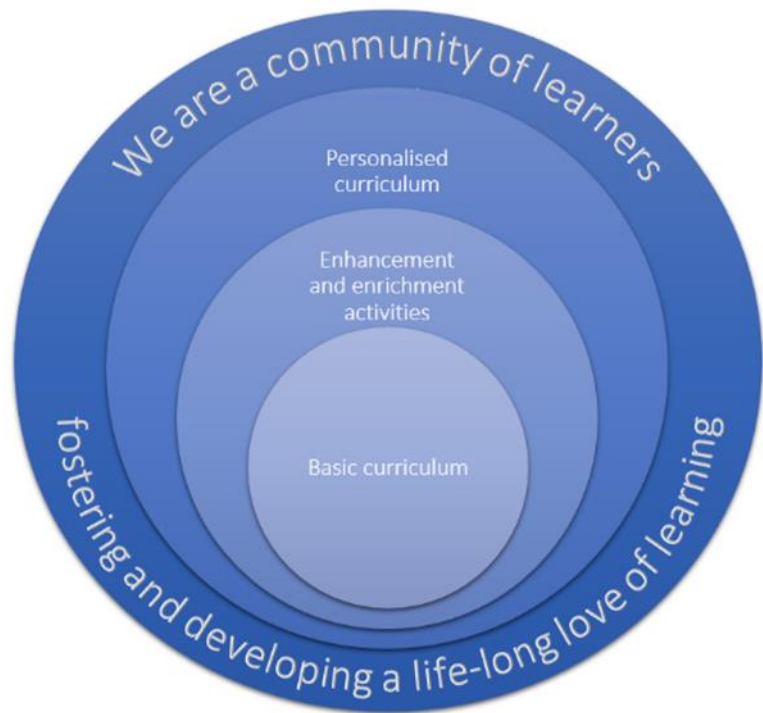 We are a community of learners
Personalised
curriculum
Enhancement
and enrichment
activities
Basic curriculum
fostering and developing a life-long love of learning